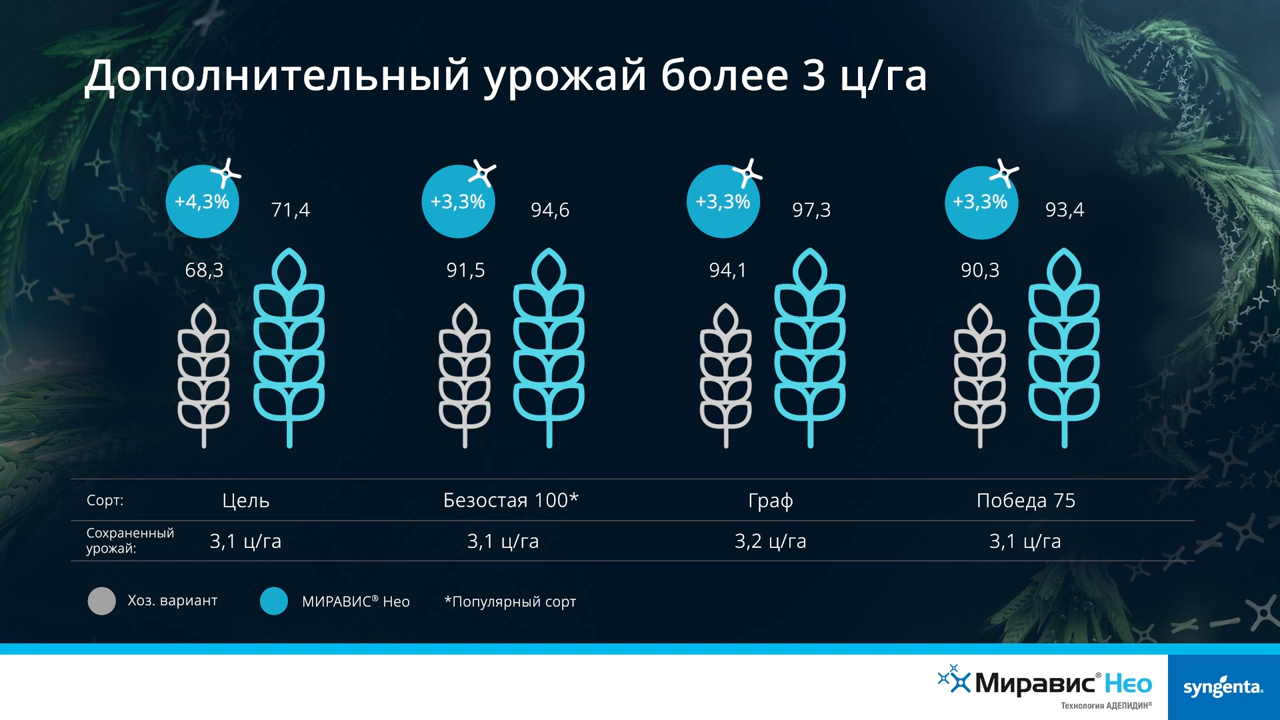 Дополнительный урожай более 3 ц/га
+4,3% 71,4 +3,3% 94,6 +3,3% 97,3 +3,3% 93,4
68,3 91,5 94,1 90,3
Сорт: Цель Безостая 100* Граф Победа 75
Сохраненный
урожай: 3,1 ц/га 3,1 ц/га 3,2 ц/га 3,1 ц/га
Хоз. вариант МИРАВИС® Нео *Популярный сорт
Миравис® Нео
Технология АДЕПИДИН®
syngenta.